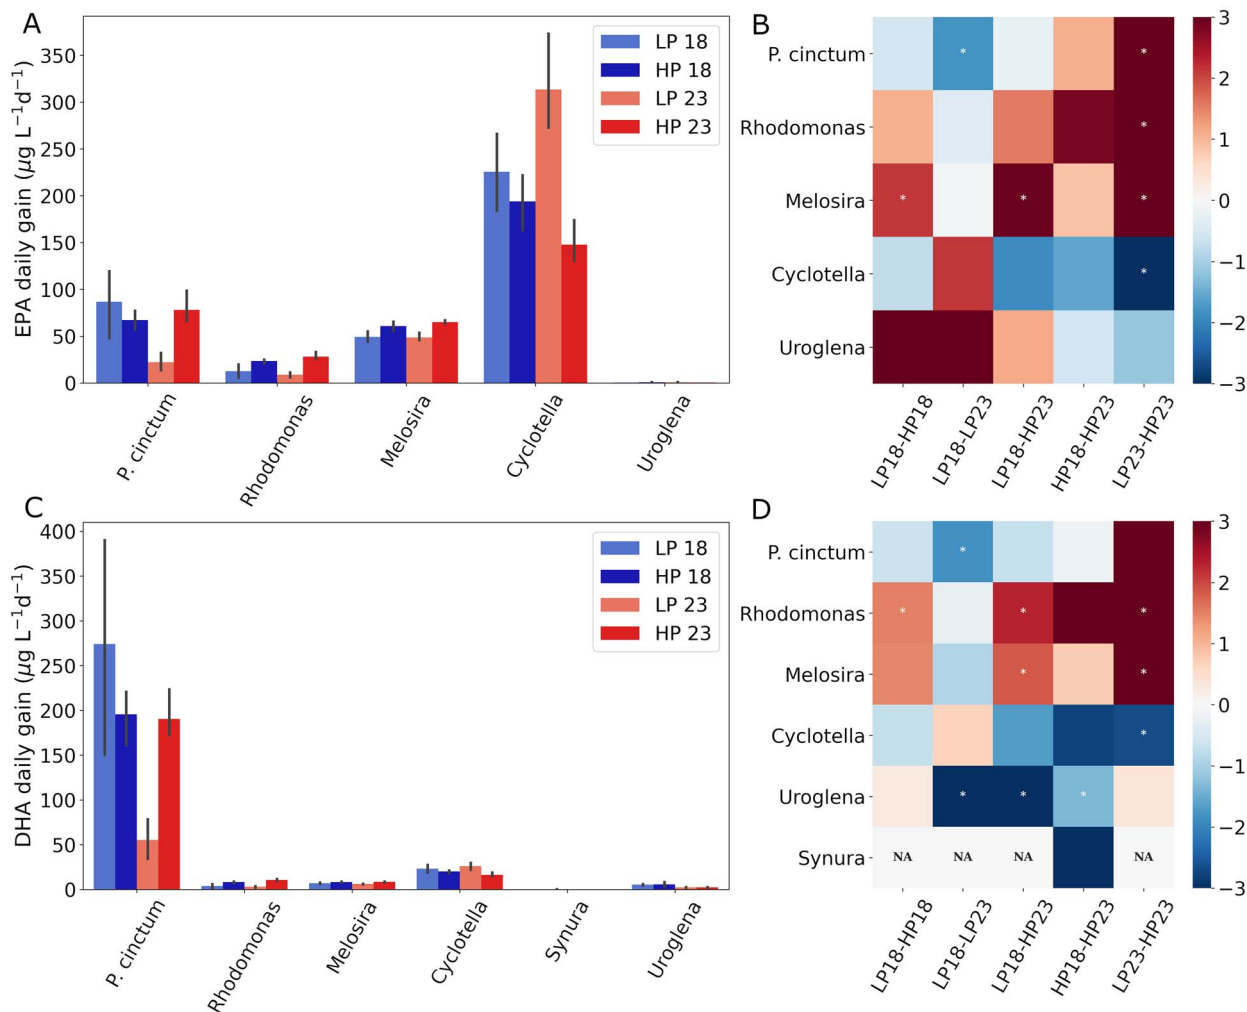 A
EPA daily gain (μg L⁻¹d⁻¹)
350
300
250
200
150
100
50
0
LP 18
HP 18
LP 23
HP 23
P. cinctum
Rhodomonas
Melosira
Cyclotella
Uroglena
B
P. cinctum
Rhodomonas
Melosira
Cyclotella
Uroglena
* *
*
* * *
*
LP18-HP18
LP18-LP23
LP18-HP23
HP18-HP23
LP23-HP23
3
2
1
0
−1
−2
−3
C
DHA daily gain (μg L⁻¹d⁻¹)
400
350
300
250
200
150
100
50
0
LP 18
HP 18
LP 23
HP 23
P. cinctum
Rhodomonas
Melosira
Cyclotella
Synura
Uroglena
D
P. cinctum
Rhodomonas
Melosira
Cyclotella
Uroglena
Synura
*
* * *
* *
*
* * *
NA NA NA NA
LP18-HP18
LP18-LP23
LP18-HP23
HP18-HP23
LP23-HP23
3
2
1
0
−1
−2
−3